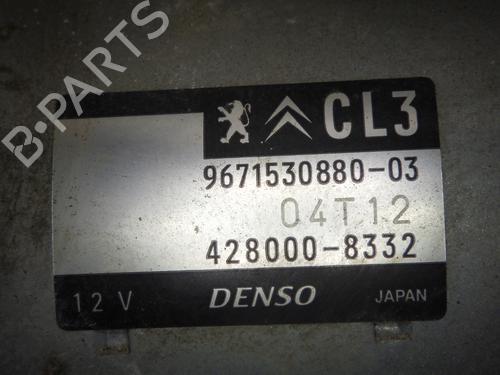 B-PARTS
CL3
9671530880-03
04T12
428000-8332
12 V DENSO JAPAN